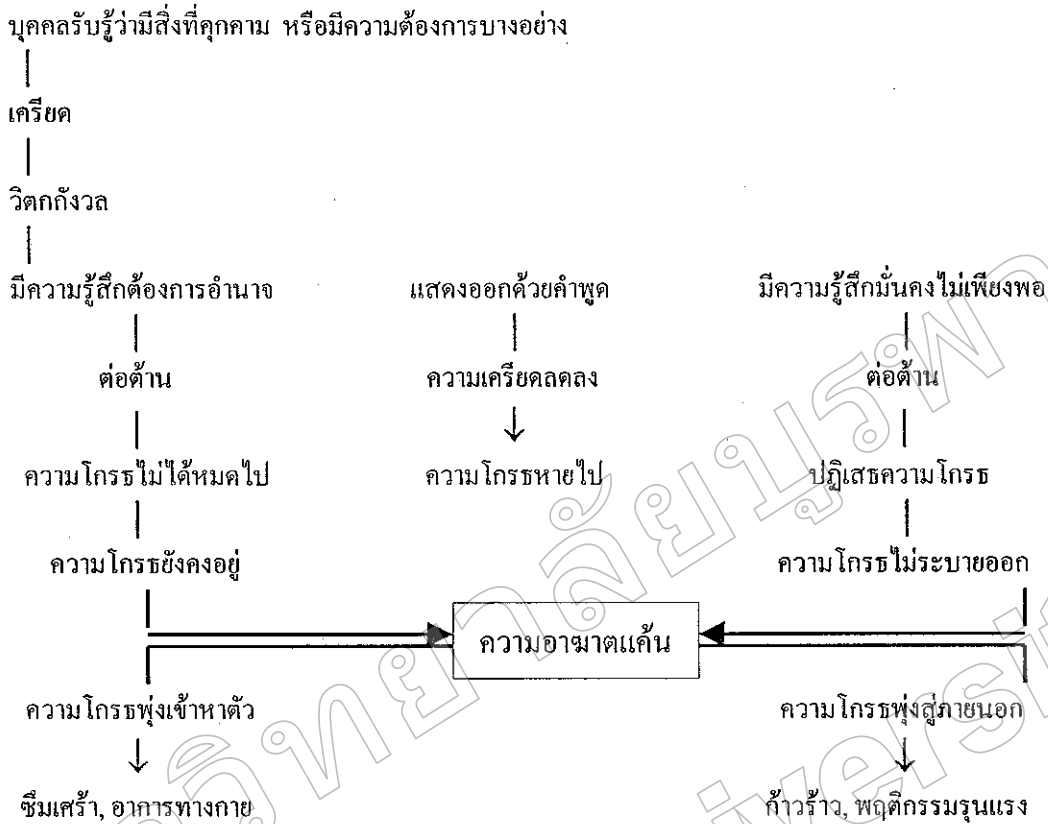 บุคคลรับรู้ว่ามีสิ่งที่คุกคาม หรือมีความต้องการบางอย่าง
เครียด
วิตกกังวล
มีความรู้สึกต้องการอำนาจ แสดงออกด้วยคำพูด มีความรู้สึกมั่นคงไม่เพียงพอ
ต่อต้าน ความเครียดลดลง ต่อต้าน
ความโกรธไม่ได้หมดไป ความโกรธหายไป ปฏิเสธความโกรธ
ความโกรธยังคงอยู่ ความโกรธไม่ระบายออก
ความอาฆาตแค้น
ความโกรธพุ่งเข้าหาตัว ความโกรธพุ่งสู่ภายนอก
ซึมเศร้า, อาการทางกาย ก้าวร้าว, พฤติกรรมรุนแรง